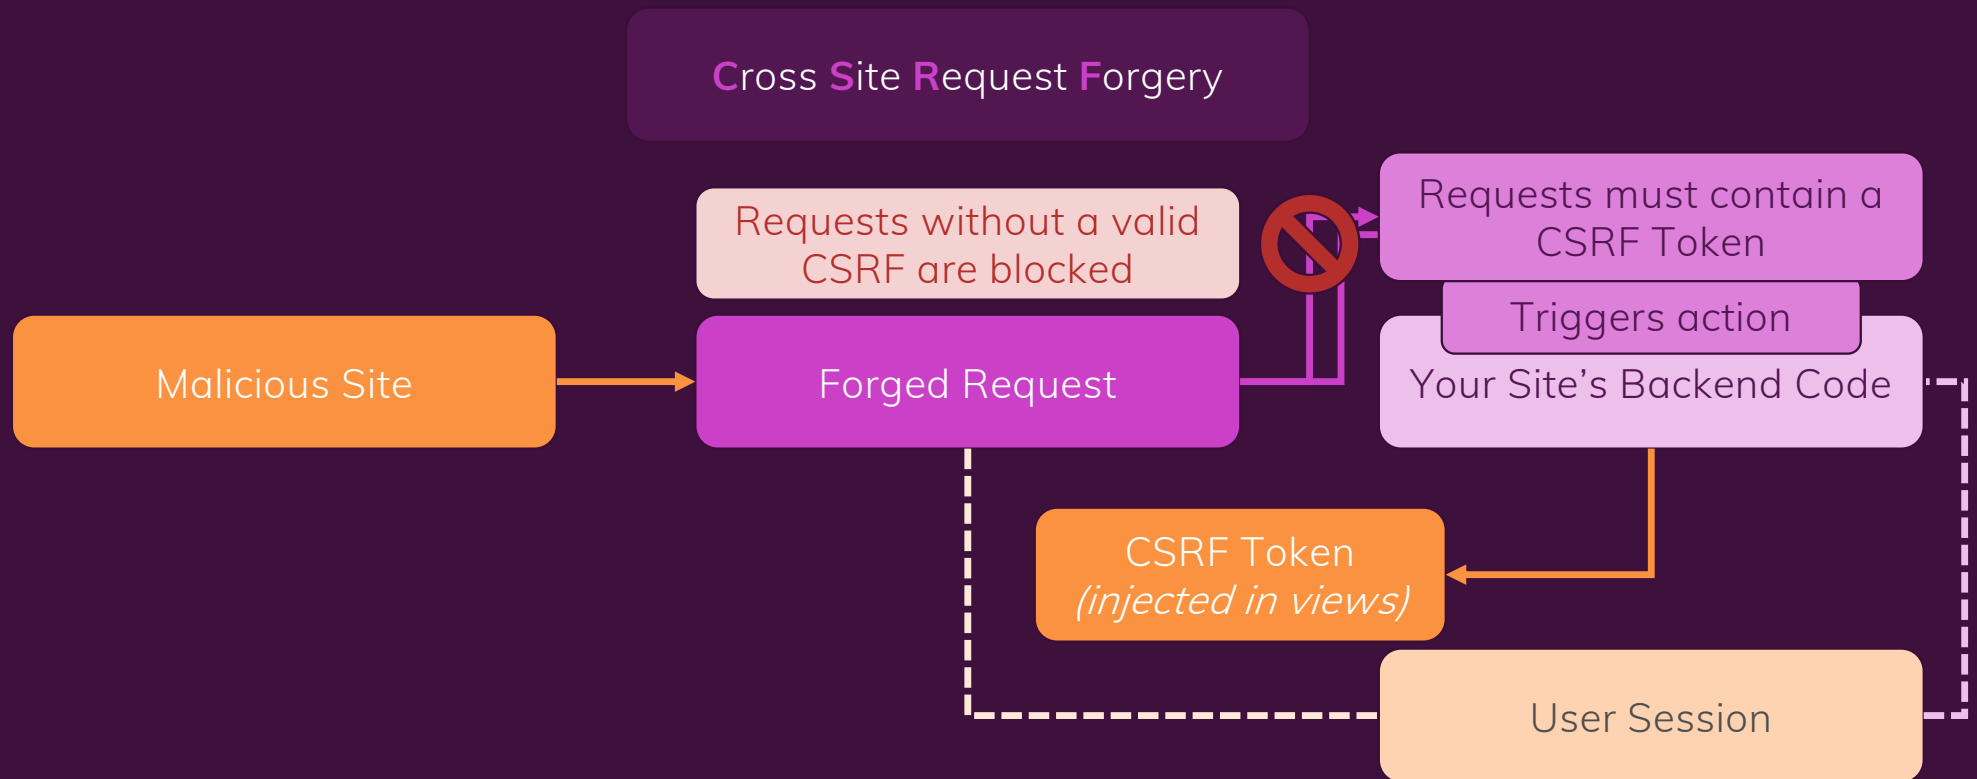 Cross Site Request Forgery
Requests without a valid
CSRF are blocked
Requests must contain a
CSRF Token
Triggers action
Malicious Site
Forged Request
Your Site’s Backend Code
CSRF Token
(injected in views)
User Session